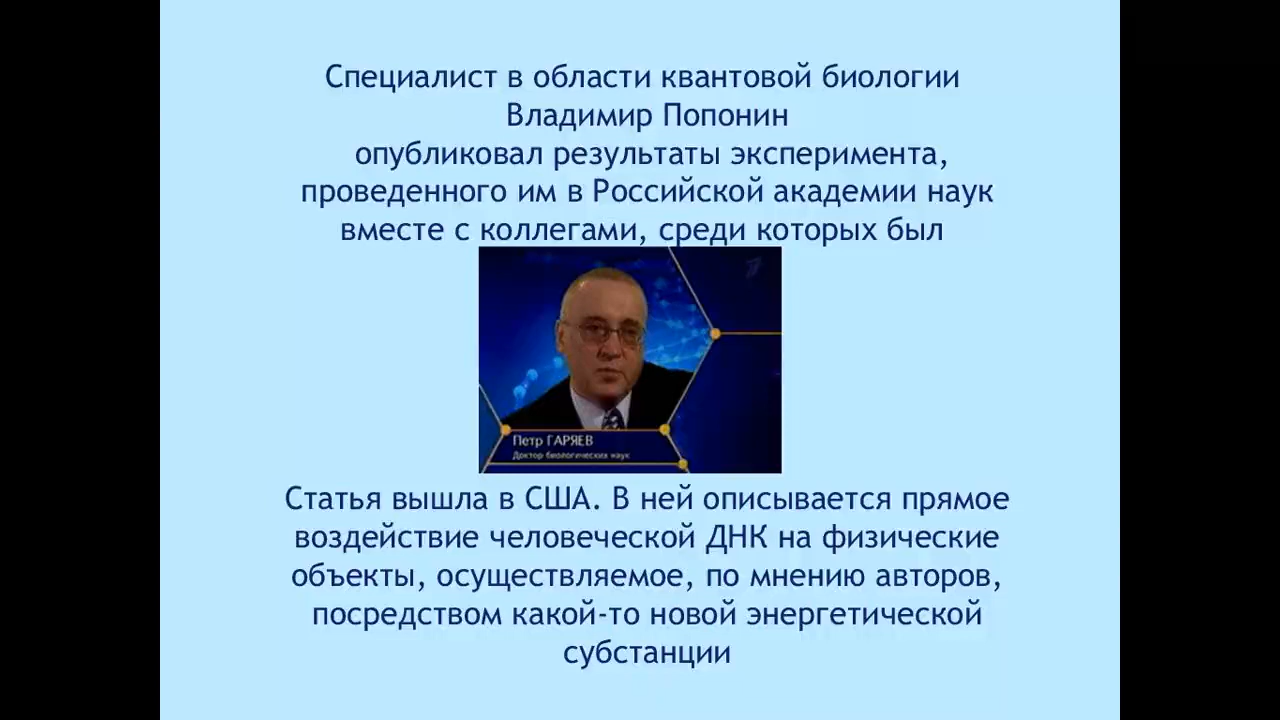 Специалист в области квантовой биологии
Владимир Попонин
опубликовал результаты эксперимента,
проведенного им в Российской академии наук
вместе с коллегами, среди которых был
Петр ГАРЯЕВ
Доктор биологических наук
Статья вышла в США. В ней описывается прямое
воздействие человеческой ДНК на физические
объекты, осуществляемое, по мнению авторов,
посредством какой-то новой энергетической
субстанции